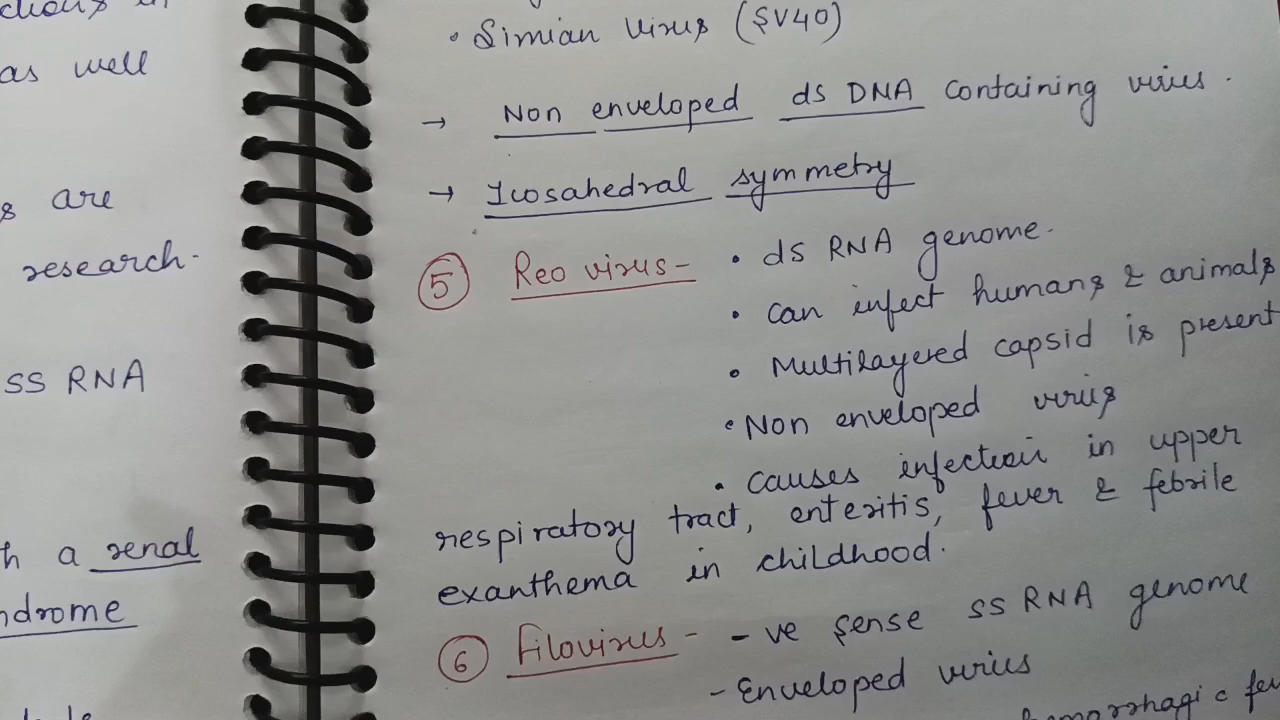 as well
are
research.
ss RNA
a renal
• Simian virus (SV40)
→ Non enveloped ds DNA containing virus.
→ Icosahedral symmetry
⑤ Reo virus- • ds RNA genome.
• can infect humans & animals
• Multilayered capsid is present
• Non enveloped virus
• causes infection in upper
respiratory tract, enteritis, fever & febrile
exanthema in childhood.
⑥ Filovirus - - ve sense ss RNA genome
- Enveloped virus